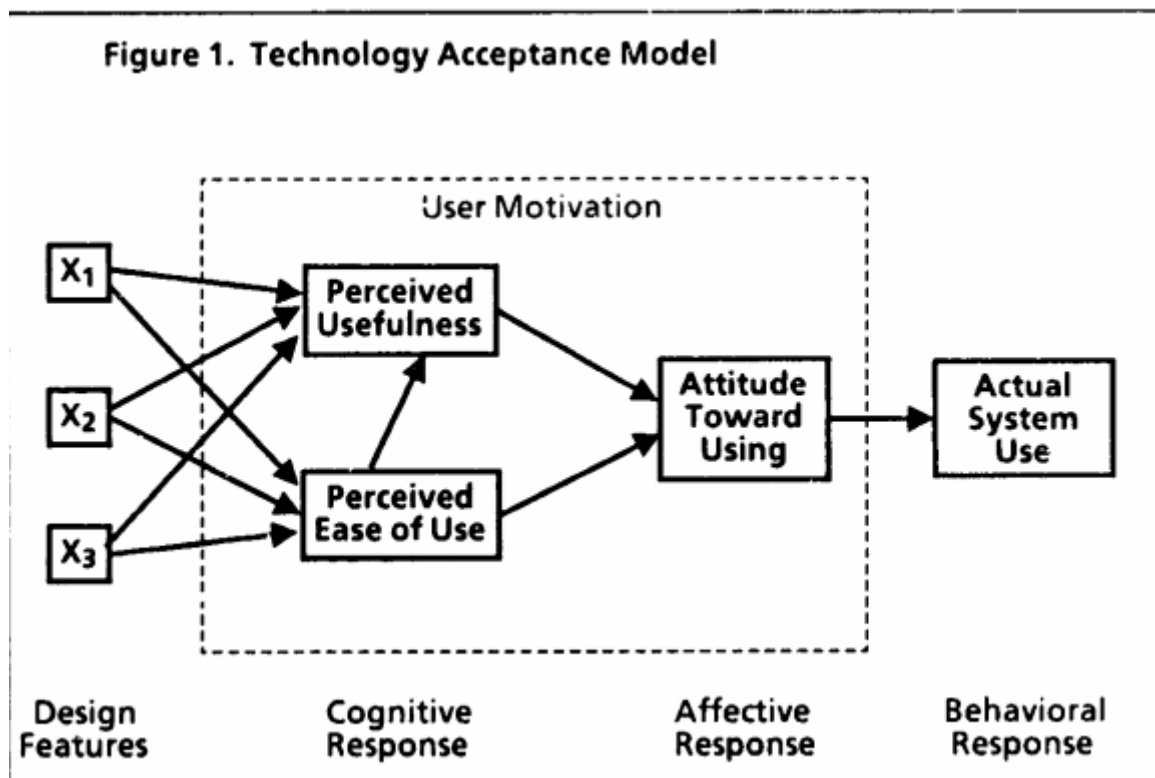 Figure 1. Technology Acceptance Model
User Motivation
X1
Perceived
Usefulness
X2
Attitude
Toward
Using
Actual
System
Use
Perceived
Ease of Use
X3
Design
Features
Cognitive
Response
Affective
Response
Behavioral
Response